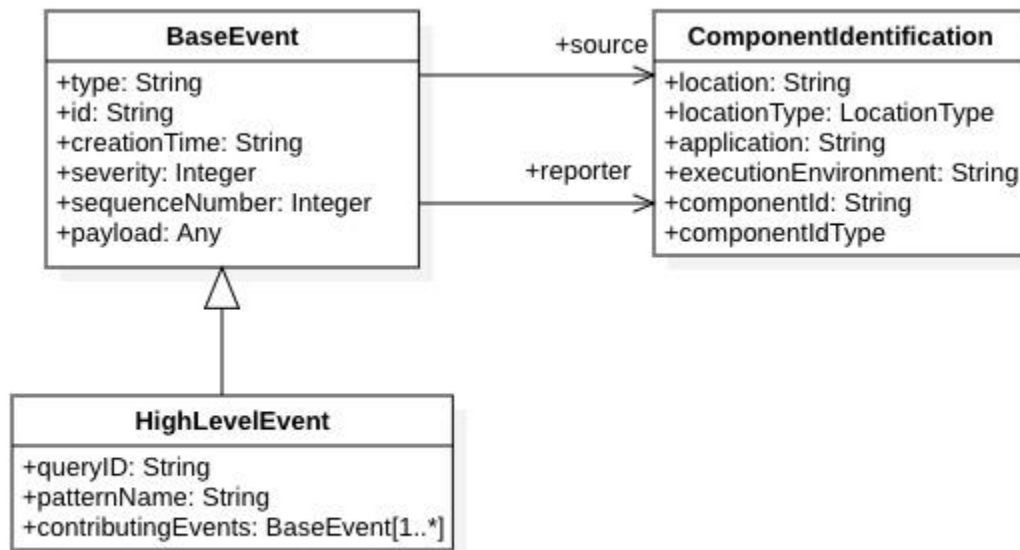 BaseEvent
+type: String
+id: String
+creationTime: String
+severity: Integer
+sequenceNumber: Integer
+payload: Any
+source
+reporter
ComponentIdentification
+location: String
+locationType: LocationType
+application: String
+executionEnvironment: String
+componentId: String
+componentIdType
HighLevelEvent
+queryID: String
+patternName: String
+contributingEvents: BaseEvent[1..*]